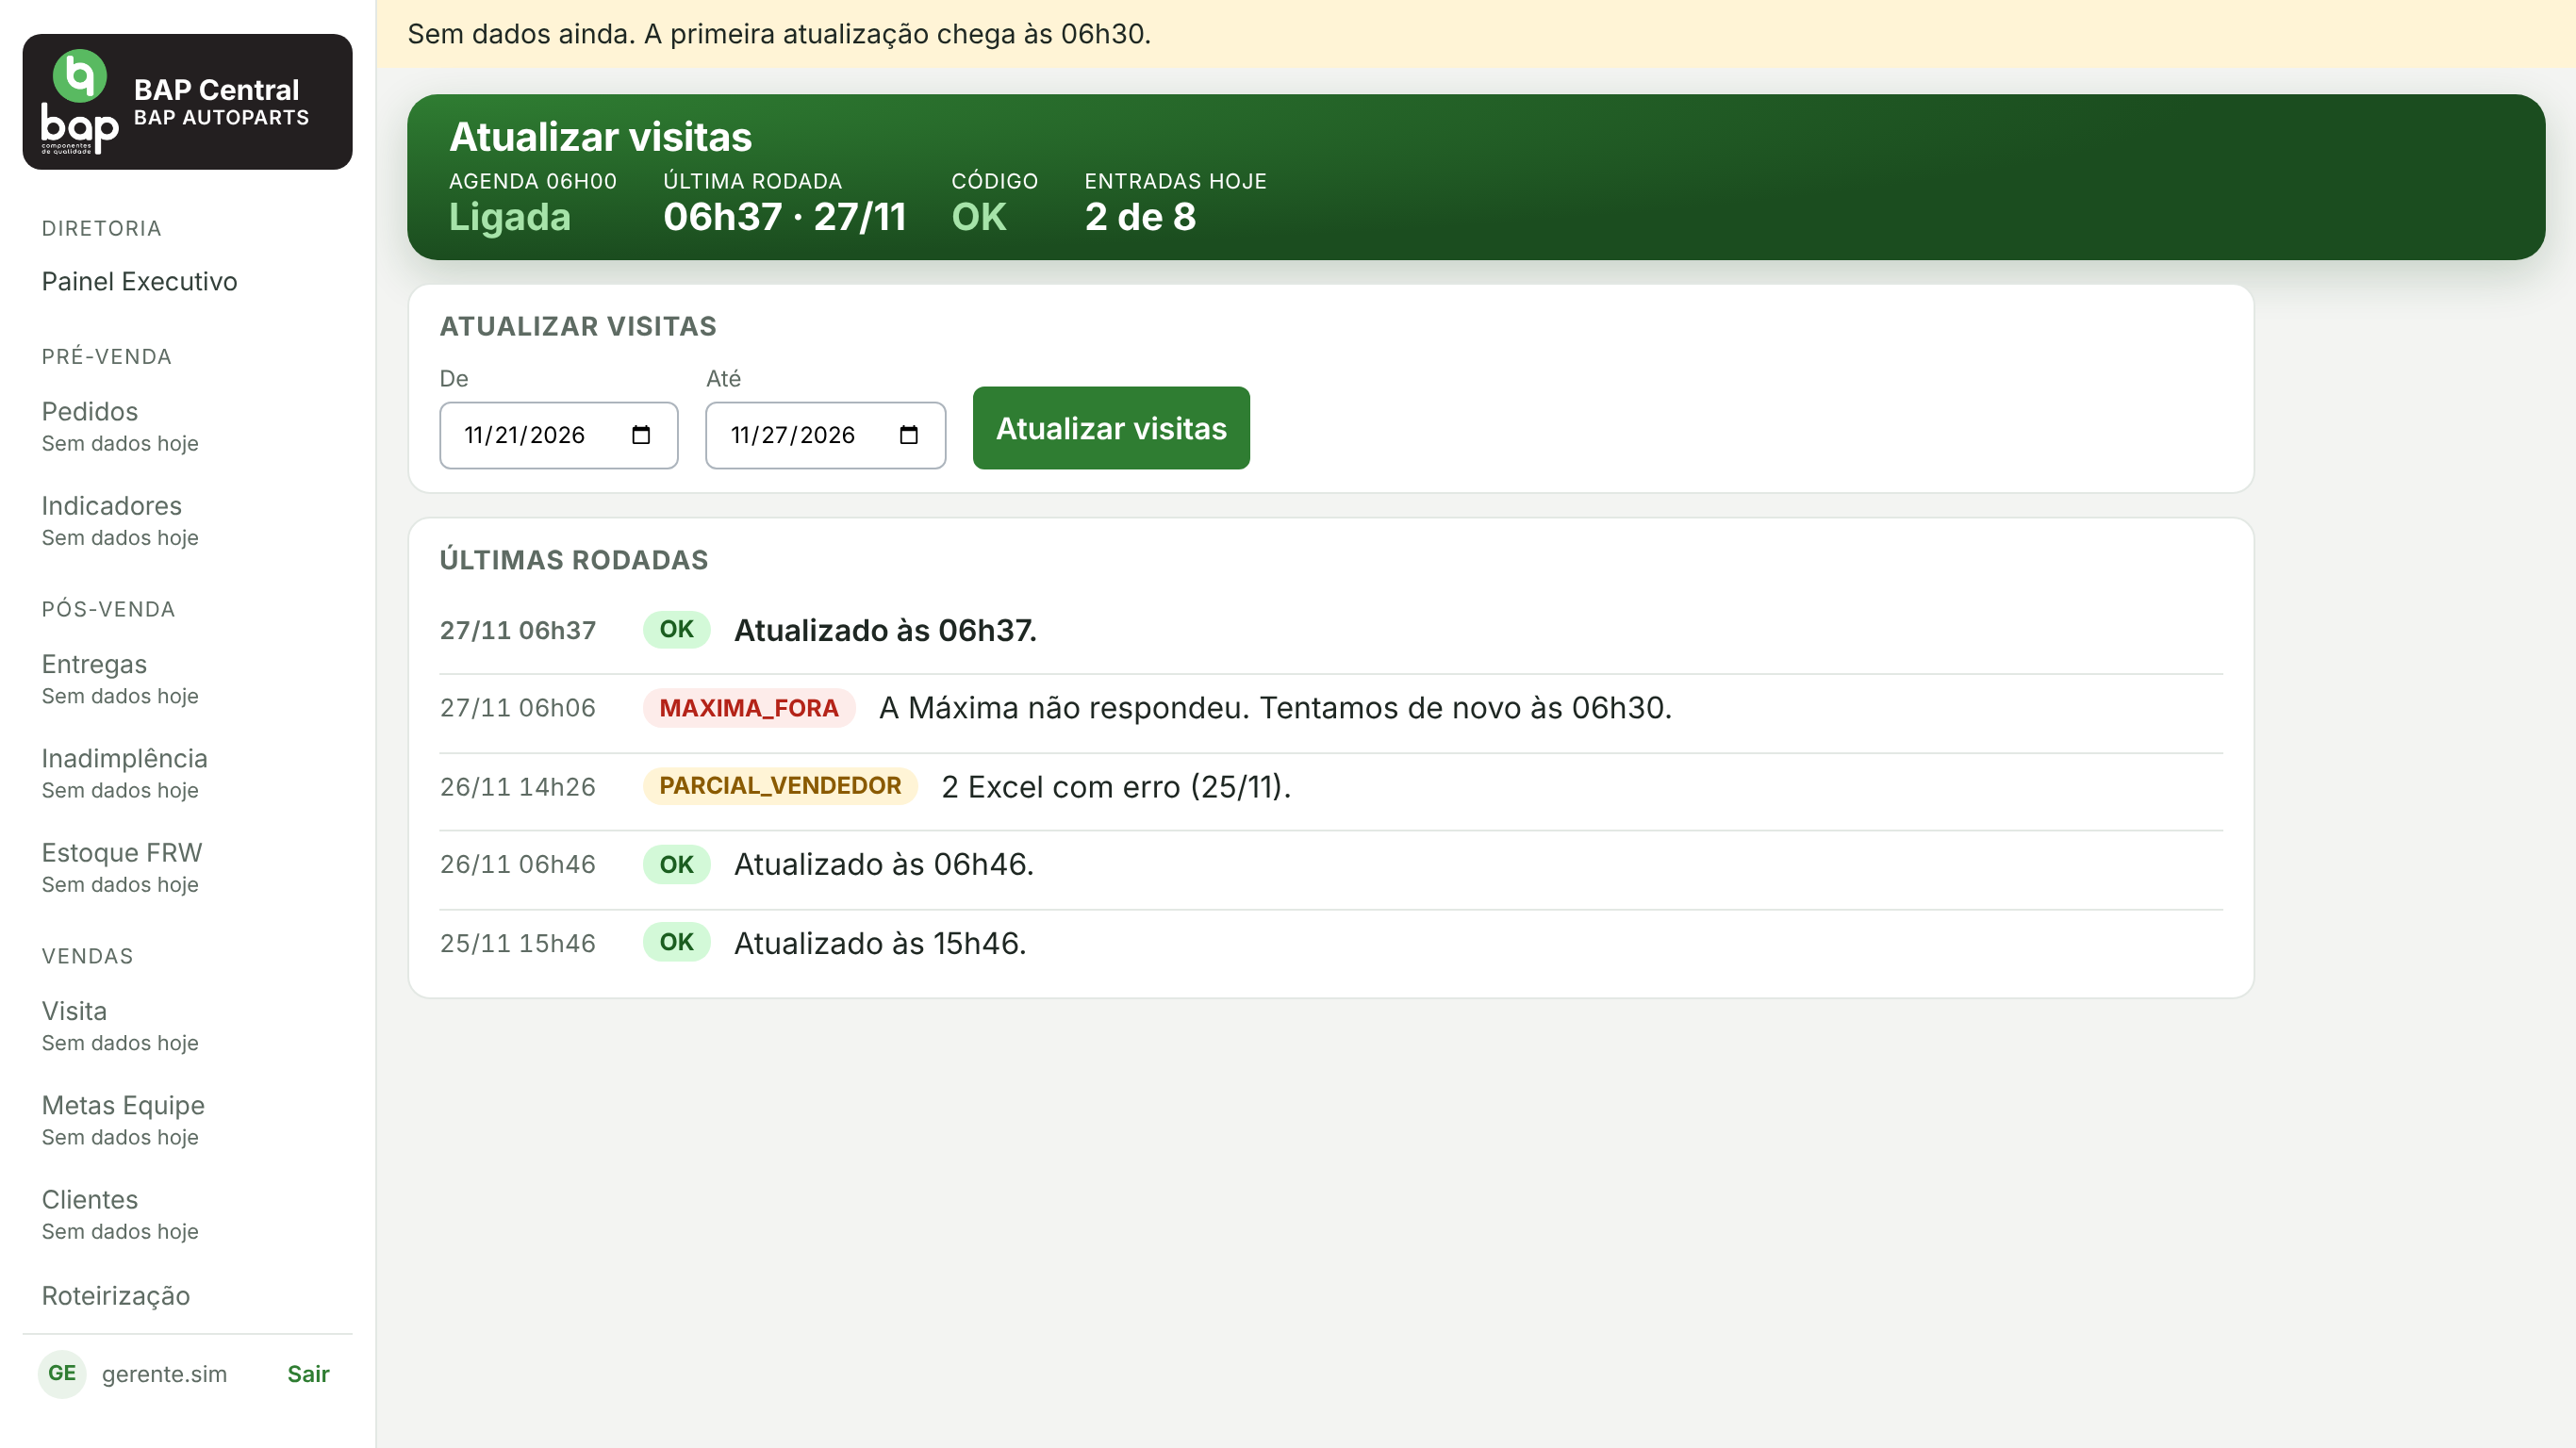 bap
componentes
de qualidade
BAP Central
BAP AUTOPARTS
DIRETORIA
Painel Executivo
PRÉ-VENDA
Pedidos
Sem dados hoje
Indicadores
Sem dados hoje
PÓS-VENDA
Entregas
Sem dados hoje
Inadimplência
Sem dados hoje
Estoque FRW
Sem dados hoje
VENDAS
Visita
Sem dados hoje
Metas Equipe
Sem dados hoje
Clientes
Sem dados hoje
Roteirização
GE gerente.sim Sair
Sem dados ainda. A primeira atualização chega às 06h30.
Atualizar visitas
AGENDA 06H00 ÚLTIMA RODADA CÓDIGO ENTRADAS HOJE
Ligada 06h37 · 27/11 OK 2 de 8
ATUALIZAR VISITAS
De Até
11/21/2026 11/27/2026 Atualizar visitas
ÚLTIMAS RODADAS
27/11 06h37 OK Atualizado às 06h37.
27/11 06h06 MAXIMA_FORA A Máxima não respondeu. Tentamos de novo às 06h30.
26/11 14h26 PARCIAL_VENDEDOR 2 Excel com erro (25/11).
26/11 06h46 OK Atualizado às 06h46.
25/11 15h46 OK Atualizado às 15h46.